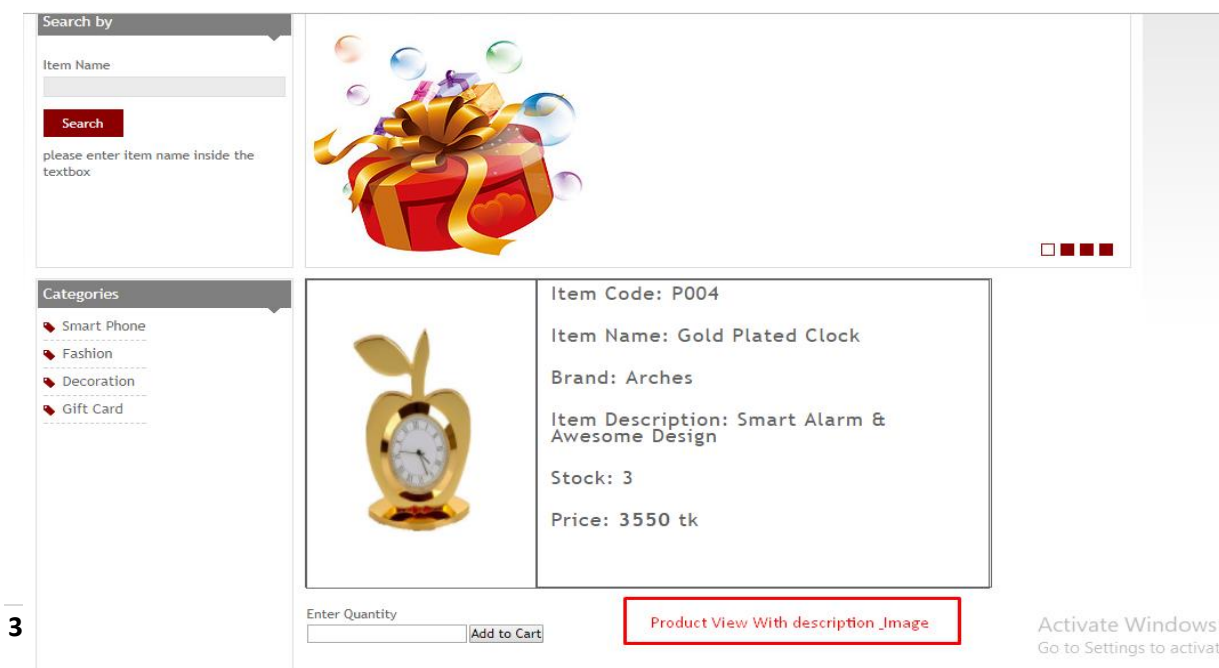 Search by
Item Name
Search
please enter item name inside the
textbox
Categories
Smart Phone
Fashion
Decoration
Gift Card
Item Code: P004
Item Name: Gold Plated Clock
Brand: Arches
Item Description: Smart Alarm &
Awesome Design
Stock: 3
Price: 3550 tk
Enter Quantity
Add to Cart
Product View With description _Image
3
Activate Windows
Go to Settings to activat